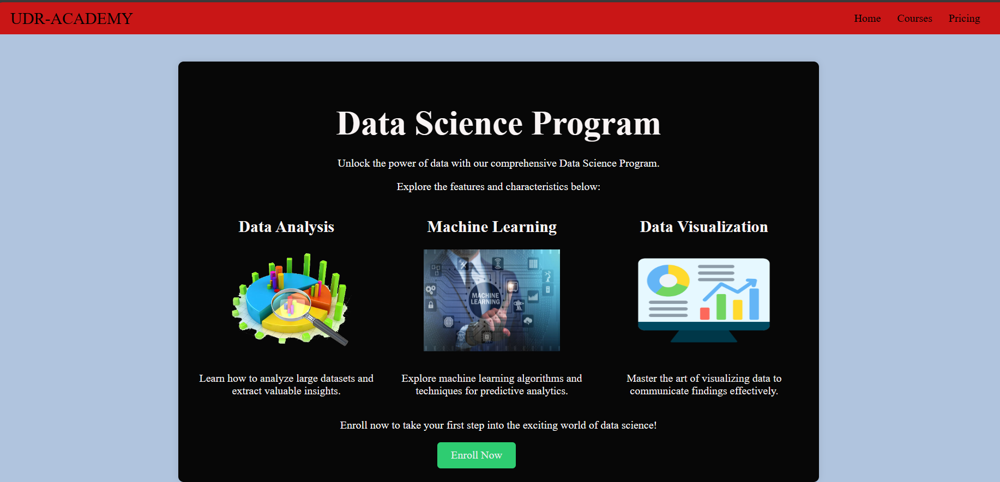 UDR-ACADEMY
Home Courses Pricing
Data Science Program
Unlock the power of data with our comprehensive Data Science Program.
Explore the features and characteristics below:
Data Analysis
Machine Learning
Data Visualization
MACHINE
LEARNING
Learn how to analyze large datasets and
extract valuable insights.
Explore machine learning algorithms and
techniques for predictive analytics.
Master the art of visualizing data to
communicate findings effectively.
Enroll now to take your first step into the exciting world of data science!
Enroll Now